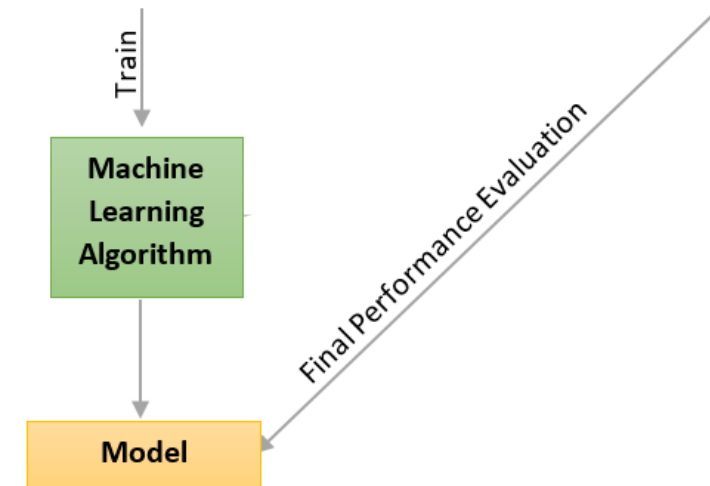 Train
Machine
Learning
Algorithm
Final Performance Evaluation
Model